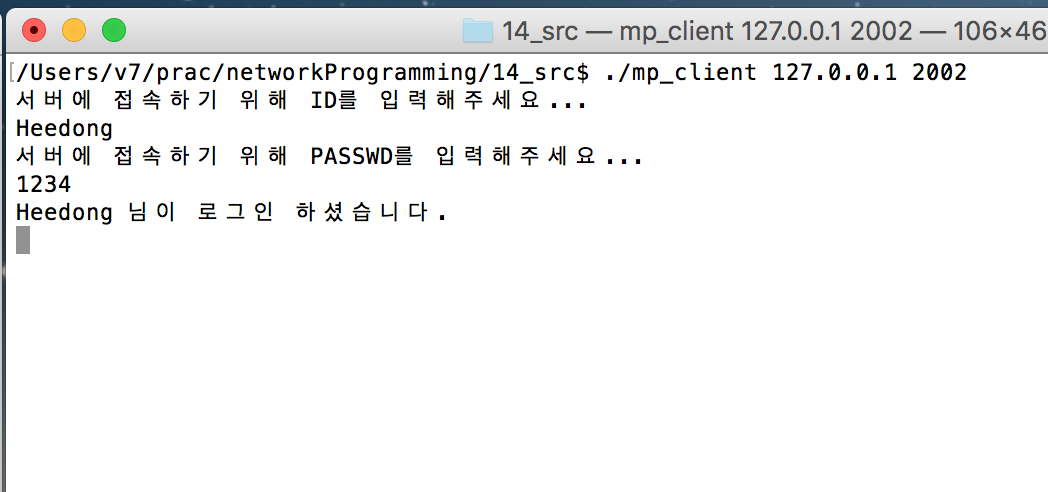 14_src — mp_client 127.0.0.1 2002 — 106×46
[/Users/v7/prac/networkProgramming/14_src$ ./mp_client 127.0.0.1 2002
서버에 접속하기 위해 ID를 입력해주세요...
Heedong
서버에 접속하기 위해 PASSWD를 입력해주세요...
1234
Heedong 님이 로그인 하셨습니다.